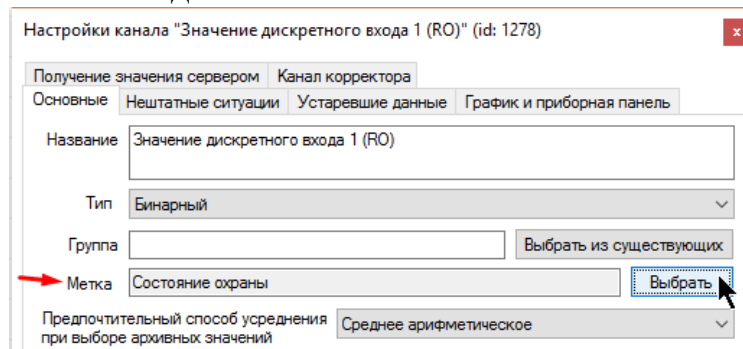 Настройки канала "Значение дискретного входа 1 (RO)" (id: 1278)
x
Получение значения сервером Канал корректора
Основные Нештатные ситуации Устаревшие данные График и приборная панель
Название Значение дискретного входа 1 (RO)
Тип Бинарный
Группа Выбрать из существующих
Метка Состояние охраны Выбрать
Предпочтительный способ усреднения Среднее арифметическое
при выборе архивных значений